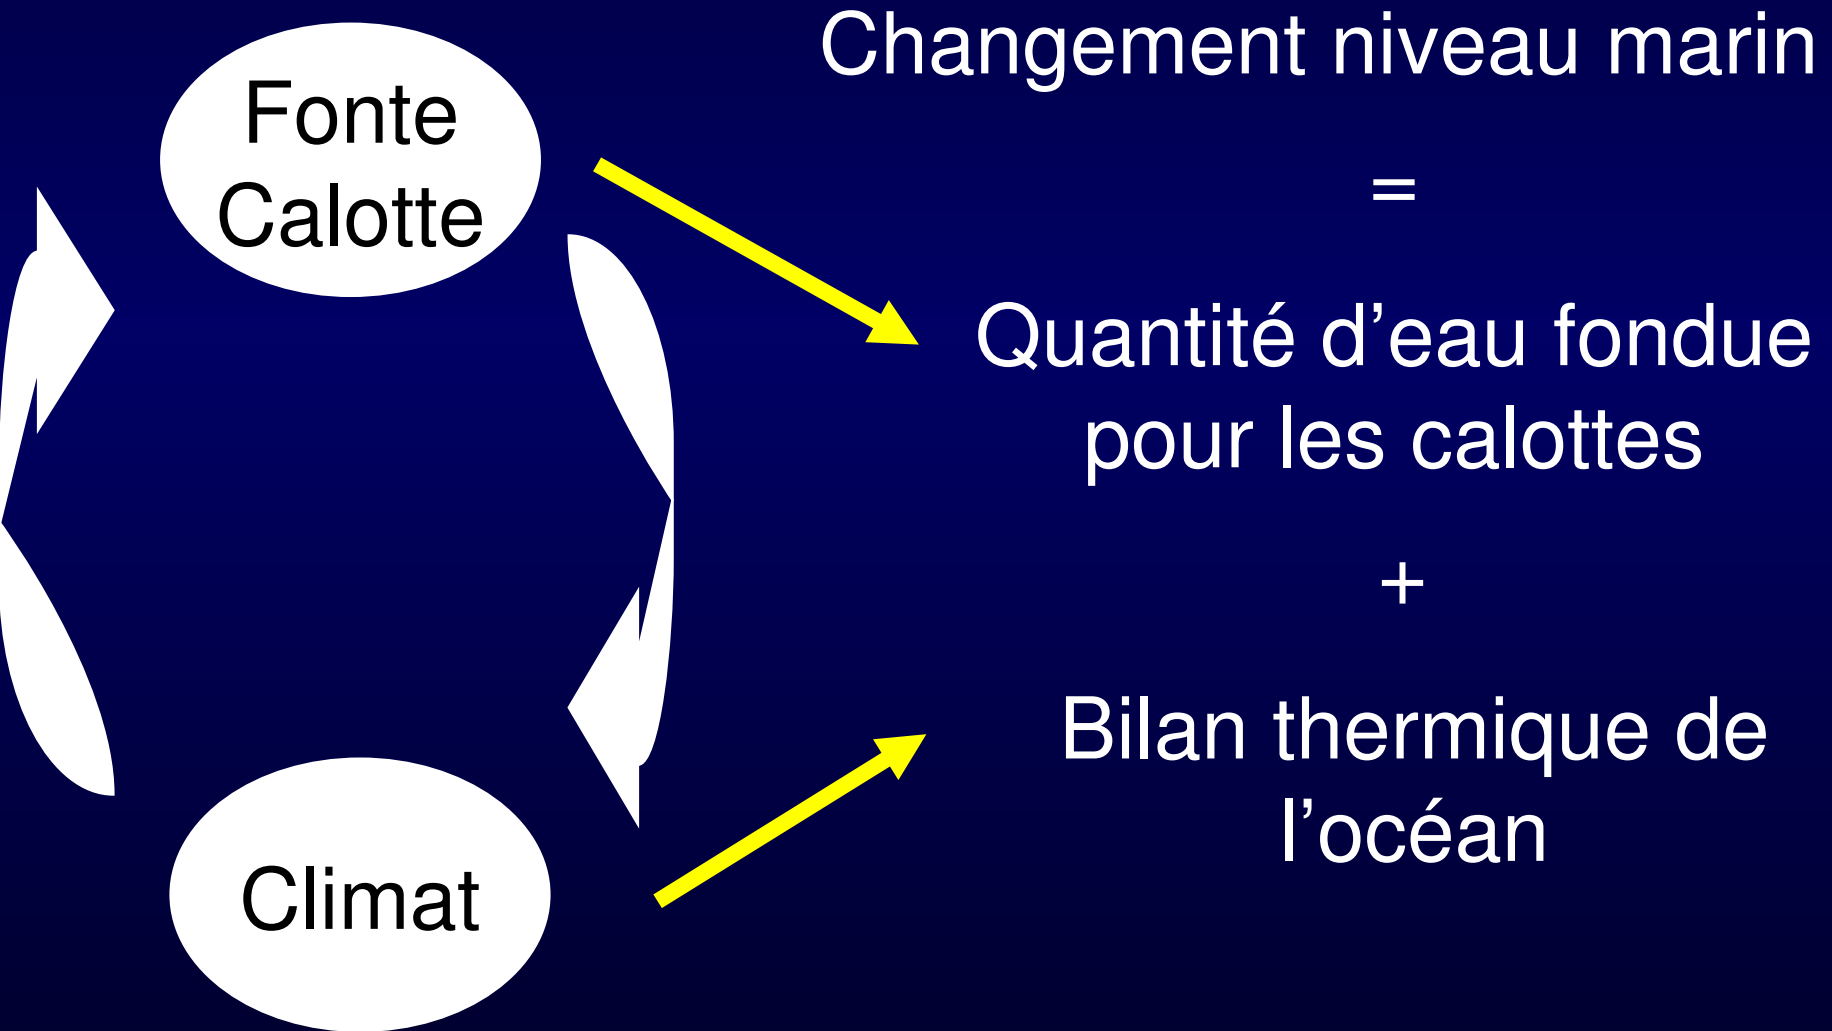 Fonte
Calotte
Climat
Changement niveau marin
=
Quantité d’eau fondue
pour les calottes
+
Bilan thermique de
l’océan